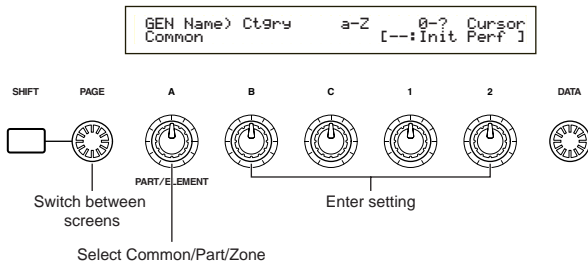 GEN Name) Ctgry a-Z 0-? Cursor
Common [--:Init Perf ]
SHIFT PAGE A B C 1 2 DATA
PART/ELEMENT
Switch between
screens
Enter setting
Select Common/Part/Zone